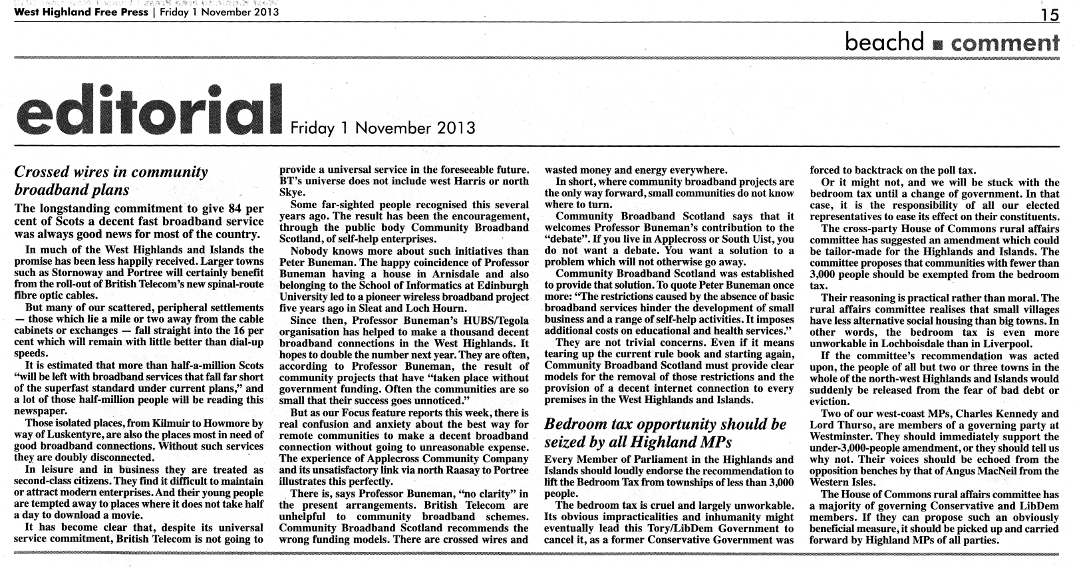 West Highland Free Press | Friday 1 November 2013
15
beachd ■ comment
editorial Friday 1 November 2013
Crossed wires in community
broadband plans
The longstanding commitment to give 84 per
cent of Scots a decent fast broadband service
was always good news for most of the country.
In much of the West Highlands and Islands the
promise has been less happily received. Larger towns
such as Stornoway and Portree will certainly benefit
from the roll-out of British Telecom's new spinal-route
fibre optic cables.
But many of our scattered, peripheral settlements
— those which lie a mile or two away from the cable
cabinets or exchanges — fall straight into the 16 per
cent which will remain with little better than dial-up
speeds.
It is estimated that more than half-a-million Scots
"will be left with broadband services that fall far short
of the superfast standard under current plans," and
a lot of those half-million people will be reading this
newspaper.
Those isolated places, from Kilmuir to Howmore by
way of Luskentyre, are also the places most in need of
good broadband connections. Without such services
they are doubly disconnected.
In leisure and in business they are treated as
second-class citizens. They find it difficult to maintain
or attract modern enterprises. And their young people
are tempted away to places where it does not take half
a day to download a movie.
It has become clear that, despite its universal
service commitment, British Telecom is not going to
provide a universal service in the foreseeable future.
BT's universe does not include west Harris or north
Skye.
Some far-sighted people recognised this several
years ago. The result has been the encouragement,
through the public body Community Broadband
Scotland, of self-help enterprises.
Nobody knows more about such initiatives than
Peter Buneman. The happy coincidence of Professor
Buneman having a house in Arnisdale and also
belonging to the School of Informatics at Edinburgh
University led to a pioneer wireless broadband project
five years ago in Sleat and Loch Hourn.
Since then, Professor Buneman's HUBS/Tegola
organisation has helped to make a thousand decent
broadband connections in the West Highlands. It
hopes to double the number next year. They are often,
according to Professor Buneman, the result of
community projects that have "taken place without
government funding. Often the communities are so
small that their success goes unnoticed."
But as our Focus feature reports this week, there is
real confusion and anxiety about the best way for
remote communities to make a decent broadband
connection without going to unreasonable expense.
The experience of Applecross Community Company
and its unsatisfactory link via north Raasay to Portree
illustrates this perfectly.
There is, says Professor Buneman, "no clarity" in
the present arrangements. British Telecom are
unhelpful to community broadband schemes.
Community Broadband Scotland recommends the
wrong funding models. There are crossed wires and
wasted money and energy everywhere.
In short, where community broadband projects are
the only way forward, small communities do not know
where to turn.
Community Broadband Scotland says that it
welcomes Professor Buneman's contribution to the
"debate". If you live in Applecross or South Uist, you
do not want a debate. You want a solution to a
problem which will not otherwise go away.
Community Broadband Scotland was established
to provide that solution. To quote Peter Buneman once
more: "The restrictions caused by the absence of basic
broadband services hinder the development of small
business and a range of self-help activities. It imposes
additional costs on educational and health services."
They are not trivial concerns. Even if it means
tearing up the current rule book and starting again,
Community Broadband Scotland must provide clear
models for the removal of those restrictions and the
provision of a decent internet connection to every
premises in the West Highland and Islands.
Bedroom tax opportunity should be
seized by all Highland MPs
Every Member of Parliament in the Highlands and
Islands should loudly endorse the recommendation to
lift the Bedroom Tax from townships of less than 3,000
people.
The bedroom tax is cruel and largely unworkable.
Its obvious impracticalities and inhumanity might
eventually lead this Tory/LibDem Government to
cancel it, as a former Conservative Government was
forced to backtrack on the poll tax.
Or it might not, and we will be stuck with the
bedroom tax until a change of government. In that
case, it is the responsibility of all our elected
representatives to ease its effect on their constituents.
The cross-party House of Commons rural affairs
committee has suggested an amendment which could
be tailor-made for the Highlands and Islands. The
committee proposes that communities with fewer than
3,000 people should be exempted from the bedroom
tax.
Their reasoning is practical rather than moral. The
rural affairs committee realises that small villages
have less alternative social housing than big towns. In
other words, the bedroom tax is even more
unworkable in Lochboisdale than in Liverpool.
If the committee's recommendation was acted
upon, the people of all but two or three towns in the
whole of the north-west Highlands and Islands would
suddenly be released from the fear of bad debt or
eviction.
Two of our west-coast MPs, Charles Kennedy and
Lord Thurso, are members of a governing party at
Westminster. They should immediately support the
under-3,000-people amendment, or they should tell us
why not. Their voices should be echoed from the
opposition benches by that of Angus MacNeil from the
Western Isles.
The House of Commons rural affairs committee has
a majority of governing Conservative and LibDem
members. If they can propose such an obviously
beneficial measure, it should be picked up and carried
forward by Highland MPs of all parties.